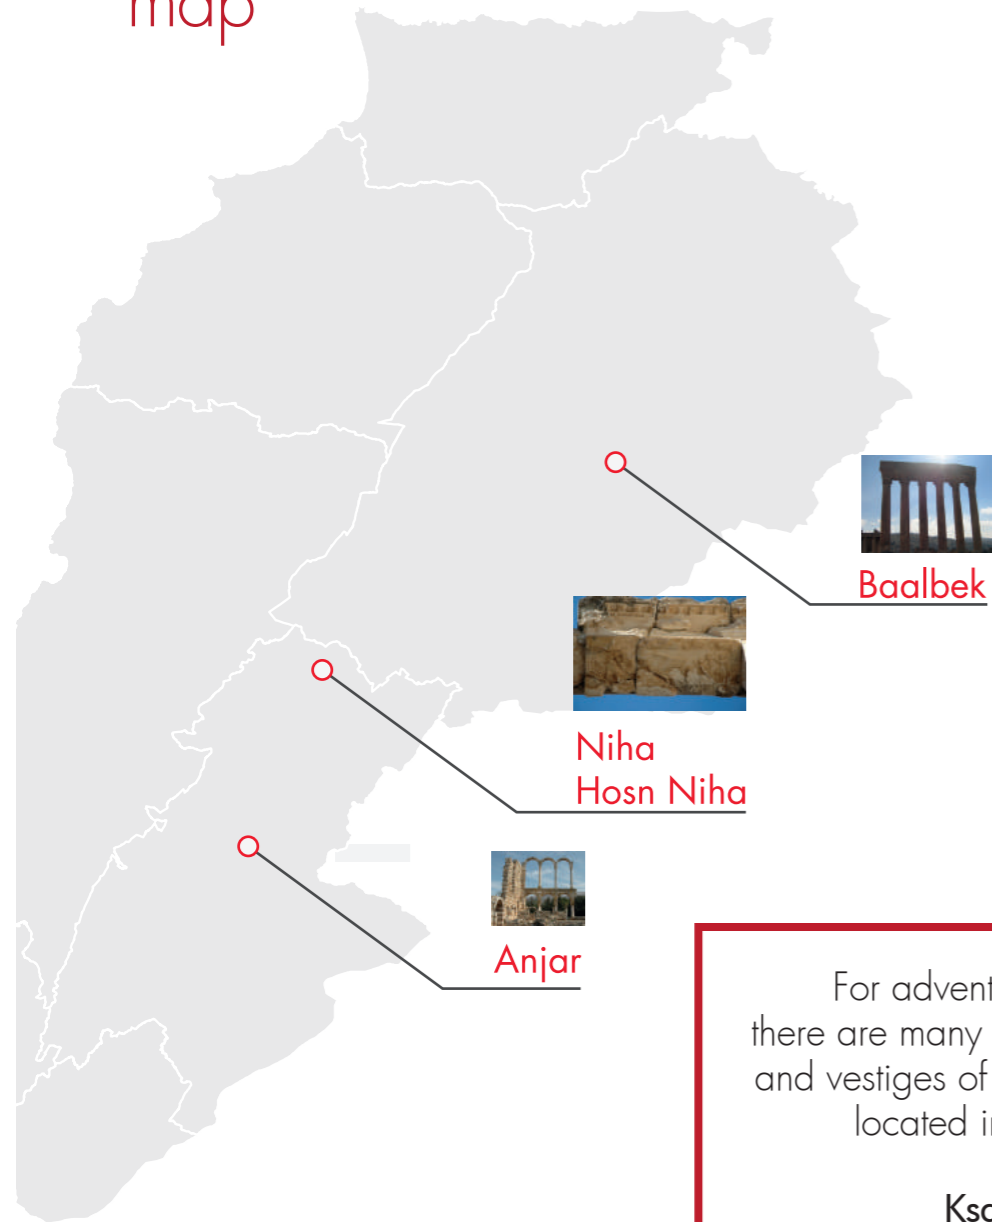 map
Baalbek
Niha
Hosn Niha
Anjar
For advent
there are many
and vestiges of
located i
Ksa